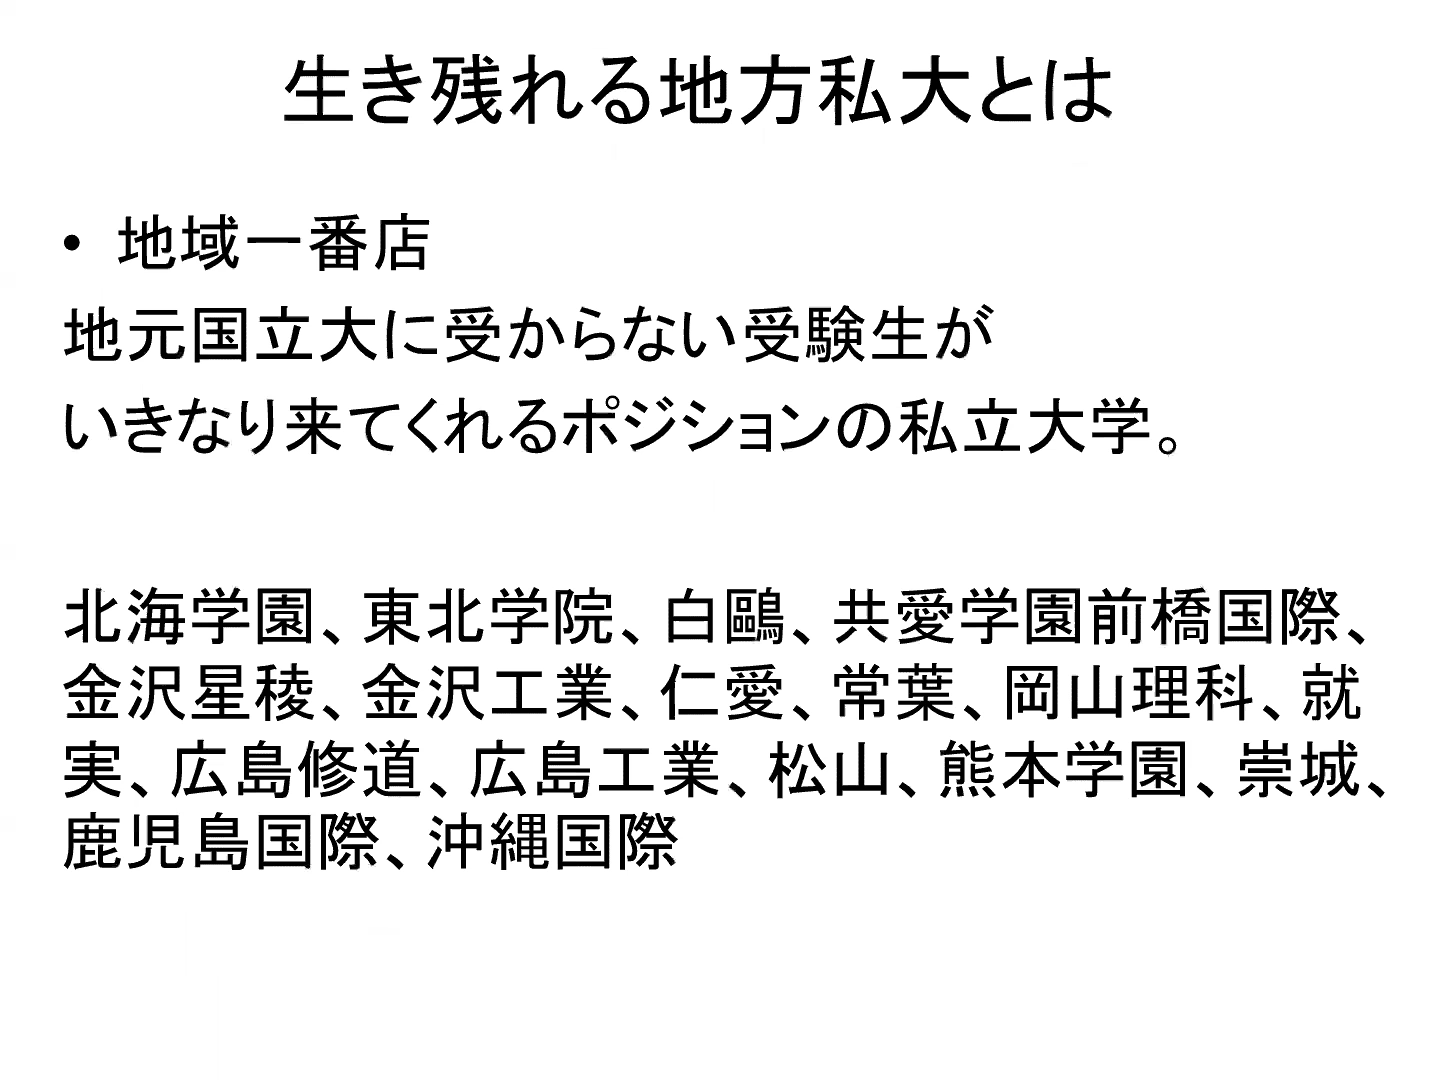 生き残れる地方私大とは
• 地域一番店
地元国立大に受からない受験生が
いきなり来てくれるポジションの私立大学。
北海学園、東北学院、白鷗、共愛学園前橋国際、
金沢星稜、金沢工業、仁愛、常葉、岡山理科、就
実、広島修道、広島工業、松山、熊本学園、崇城、
鹿児島国際、沖縄国際